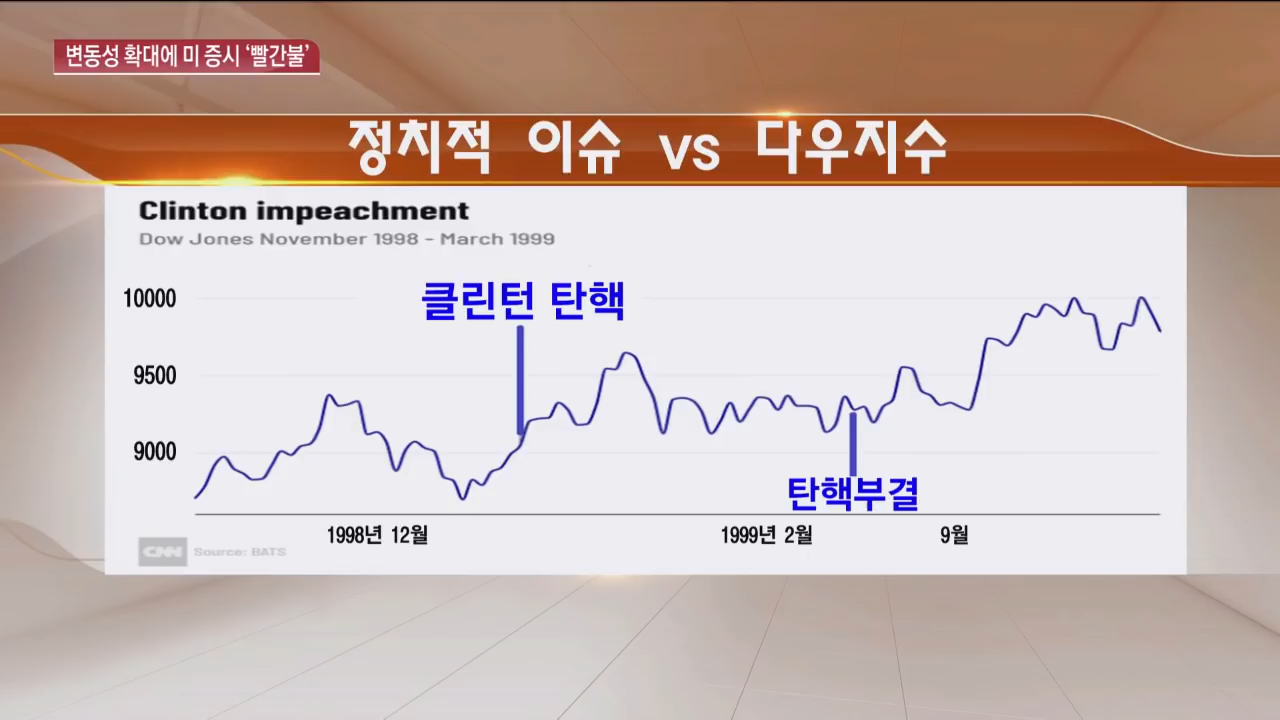 변동성 확대에 미 증시 ‘빨간불’
정치적 이슈 vs 다우지수
Clinton impeachment
Dow Jones November 1998 - March 1999
클린턴 탄핵
10000
9500
9000
탄핵부결
1998년 12월
1999년 2월
9월
CNN Source: BATS